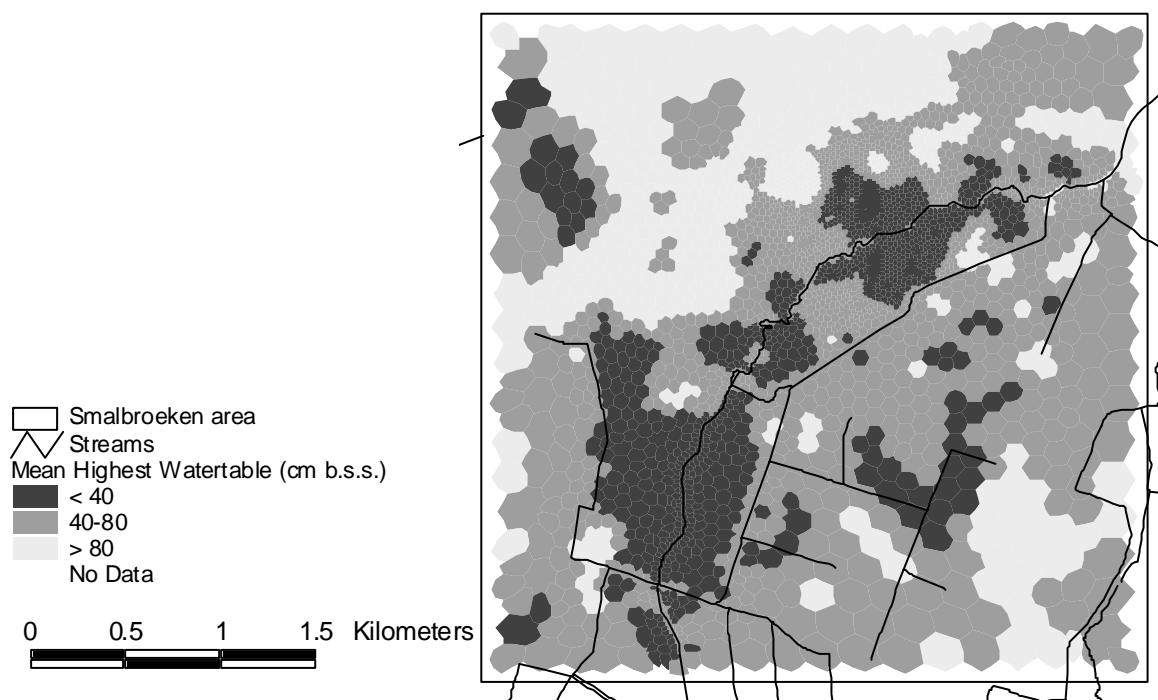 Smalbroeken area
Streams
Mean Highest Watertable (cm b.s.s.)
< 40
40-80
> 80
No Data
0 0.5 1 1.5 Kilometers